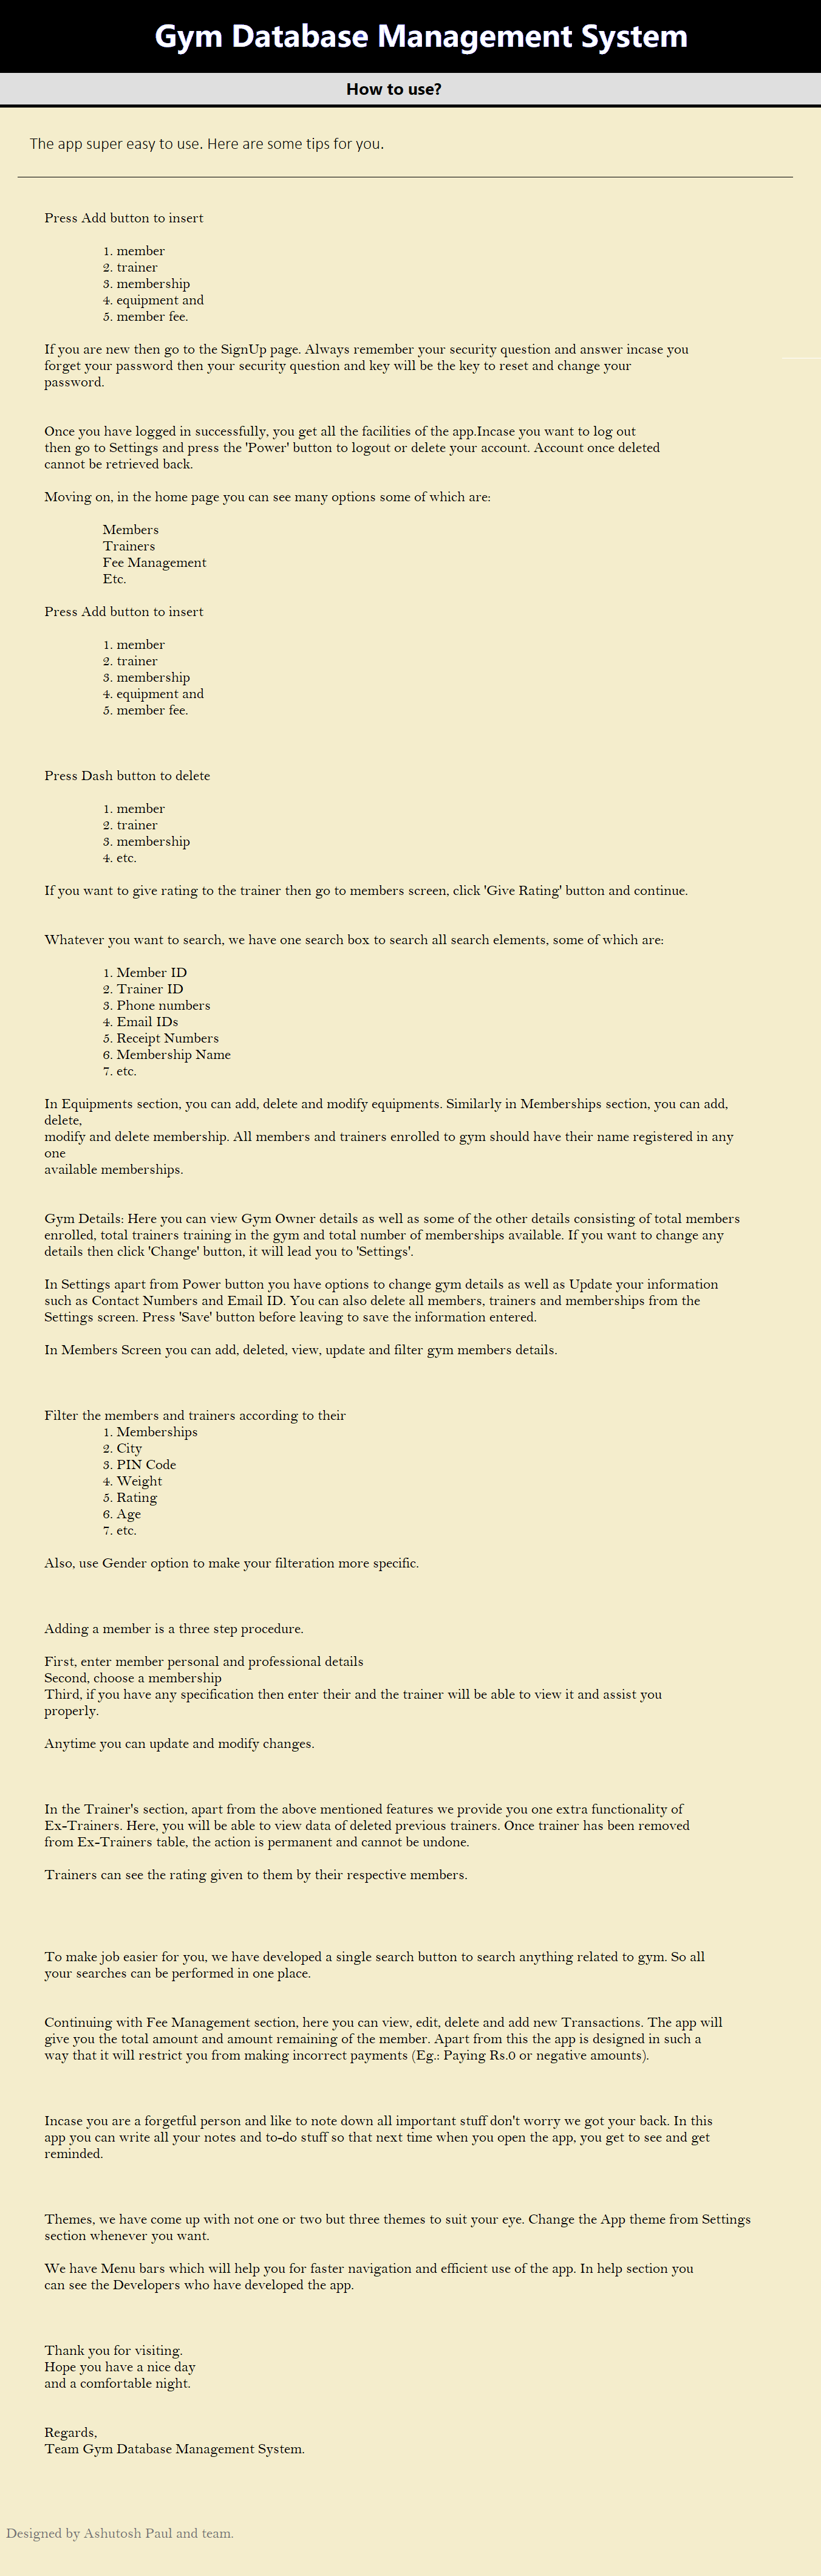 Gym Database Management System
How to use?
The app super easy to use. Here are some tips for you.
Press Add button to insert
1. member
2. trainer
3. membership
4. equipment and
5. member fee.
If you are new then go to the SignUp page. Always remember your security question and answer incase you
forget your password then your security question and key will be the key to reset and change your
password.
Once you have logged in successfully, you get all the facilities of the app.Incase you want to log out
then go to Settings and press the 'Power' button to logout or delete your account. Account once deleted
cannot be retrieved back.
Moving on, in the home page you can see many options some of which are:
Members
Trainers
Fee Management
Etc.
Press Add button to insert
1. member
2. trainer
3. membership
4. equipment and
5. member fee.
Press Dash button to delete
1. member
2. trainer
3. membership
4. etc.
If you want to give rating to the trainer then go to members screen, click 'Give Rating' button and continue.
Whatever you want to search, we have one search box to search all search elements, some of which are:
1. Member ID
2. Trainer ID
3. Phone numbers
4. Email IDs
5. Receipt Numbers
6. Membership Name
7. etc.
In Equipments section, you can add, delete and modify equipments. Similarly in Memberships section, you can add,
delete,
modify and delete membership. All members and trainers enrolled to gym should have their name registered in any
one
available memberships.
Gym Details: Here you can view Gym Owner details as well as some of the other details consisting of total members
enrolled, total trainers training in the gym and total number of memberships available. If you want to change any
details then click 'Change' button, it will lead you to 'Settings'.
In Settings apart from Power button you have options to change gym details as well as Update your information
such as Contact Numbers and Email ID. You can also delete all members, trainers and memberships from the
Settings screen. Press 'Save' button before leaving to save the information entered.
In Members Screen you can add, deleted, view, update and filter gym members details.
Filter the members and trainers according to their
1. Memberships
2. City
3. PIN Code
4. Weight
5. Rating
6. Age
7. etc.
Also, use Gender option to make your filteration more specific.
Adding a member is a three step procedure.
First, enter member personal and professional details
Second, choose a membership
Third, if you have any specification then enter their and the trainer will be able to view it and assist you
properly.
Anytime you can update and modify changes.
In the Trainer's section, apart from the above mentioned features we provide you one extra functionality of
Ex-Trainers. Here, you will be able to view data of deleted previous trainers. Once trainer has been removed
from Ex-Trainers table, the action is permanent and cannot be undone.
Trainers can see the rating given to them by their respective members.
To make job easier for you, we have developed a single search button to search anything related to gym. So all
your searches can be performed in one place.
Continuing with Fee Management section, here you can view, edit, delete and add new Transactions. The app will
give you the total amount and amount remaining of the member. Apart from this the app is designed in such a
way that it will restrict you from making incorrect payments (Eg.: Paying Rs.0 or negative amounts).
Incase you are a forgetful person and like to note down all important stuff don't worry we got your back. In this
app you can write all your notes and to-do stuff so that next time when you open the app, you get to see and get
reminded.
Themes, we have come up with not one or two but three themes to suit your eye. Change the App theme from Settings
section whenever you want.
We have Menu bars which will help you for faster navigation and efficient use of the app. In help section you
can see the Developers who have developed the app.
Thank you for visiting.
Hope you have a nice day
and a comfortable night.
Regards,
Team Gym Database Management System.
Designed by Ashutosh Paul and team.